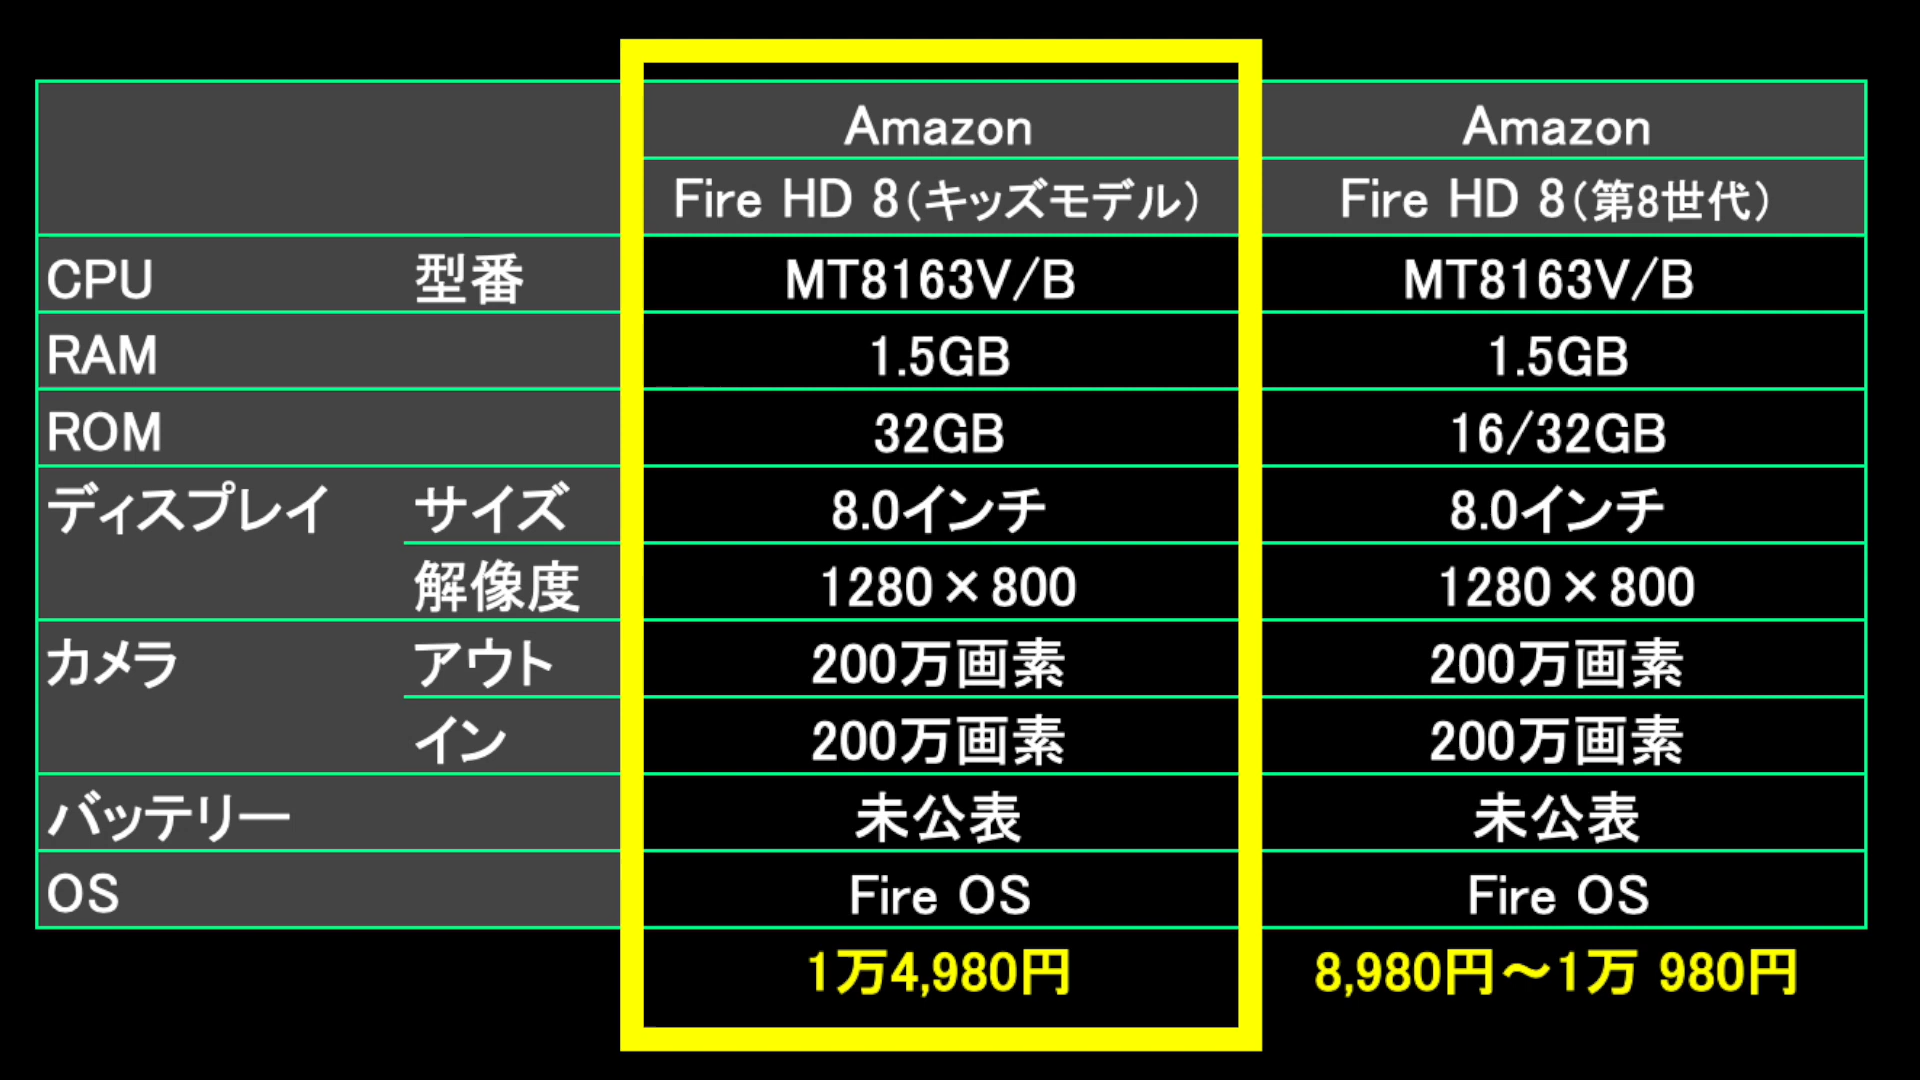 Amazon Amazon
Fire HD 8（キッズモデル） Fire HD 8（第8世代）
CPU 型番 MT8163V/B MT8163V/B
RAM 1.5GB 1.5GB
ROM 32GB 16/32GB
ディスプレイ サイズ 8.0インチ 8.0インチ
解像度 1280×800 1280×800
カメラ アウト 200万画素 200万画素
イン 200万画素 200万画素
バッテリー 未公表 未公表
OS Fire OS Fire OS
1万4,980円 8,980円～1万 980円